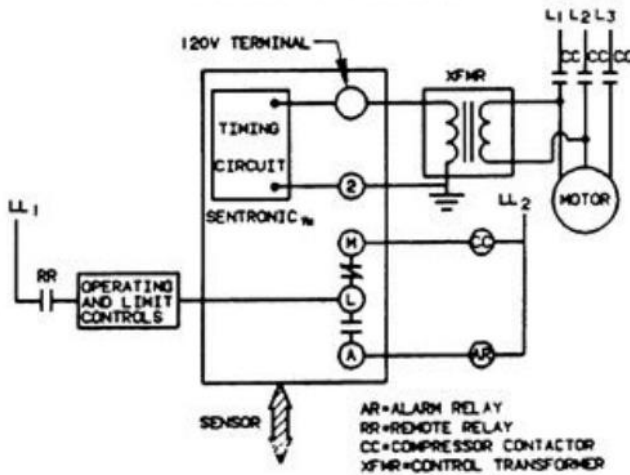 L1 L2 L3
120V TERMINAL
CC CC CC
XFMR
TIMING
CIRCUIT
2
SENTRONIC TM
MOTOR
LL1
LL2
M
CC
RR
OPERATING
AND LIMIT
CONTROLS
L
A
AR
SENSOR
AR=ALARM RELAY
RR=REMOTE RELAY
CC=COMPRESSOR CONTACTOR
XFMR=CONTROL TRANSFORMER